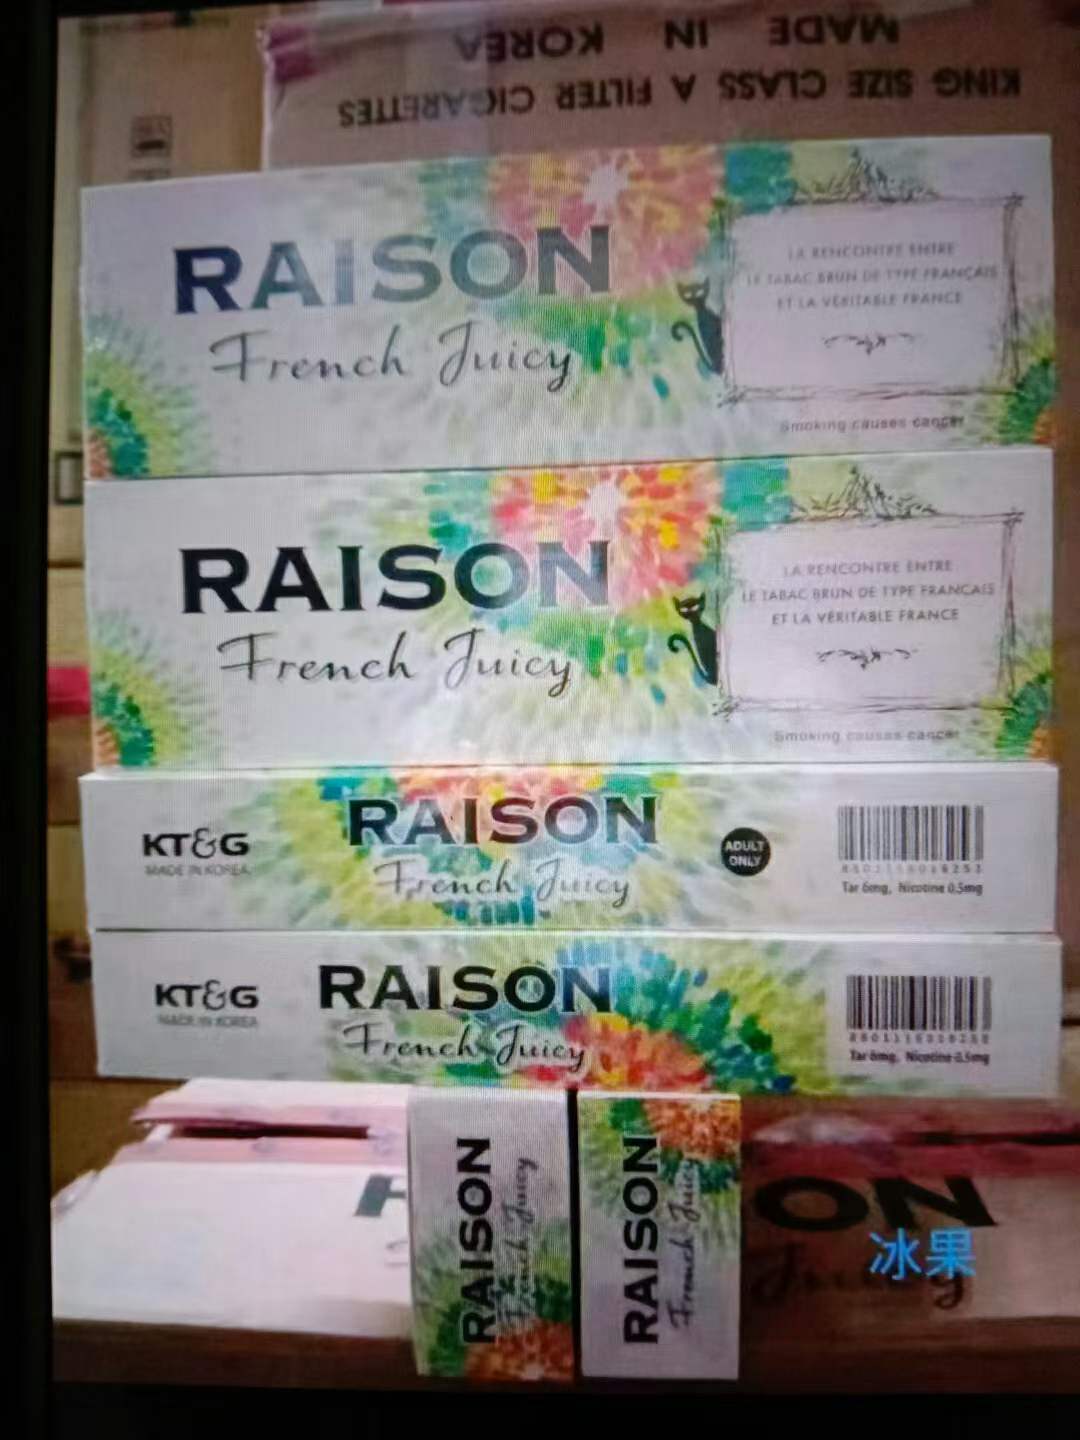 MADE IN KOREA
KING SIZE CLASS A FILTER CIGARETTES
RAISON
French Juicy
LA RENCONTRE ENTRE
LE TABAC BRUN DE TYPE FRANÇAIS
ET LA VÉRITABLE FRANCE
Smoking causes cancer
RAISON
French Juicy
LA RENCONTRE ENTRE
LE TABAC BRUN DE TYPE FRANÇAIS
ET LA VÉRITABLE FRANCE
Smoking causes cancer
KT&G
MADE IN KOREA
RAISON
French Juicy
ADULT
ONLY
Tar 6mg, Nicotine 0.5mg
KT&G
MADE IN KOREA
RAISON
French Juicy
Tar 6mg, Nicotine 0.5mg
RAISON
French Juicy
RAISON
French Juicy
ON
冰果